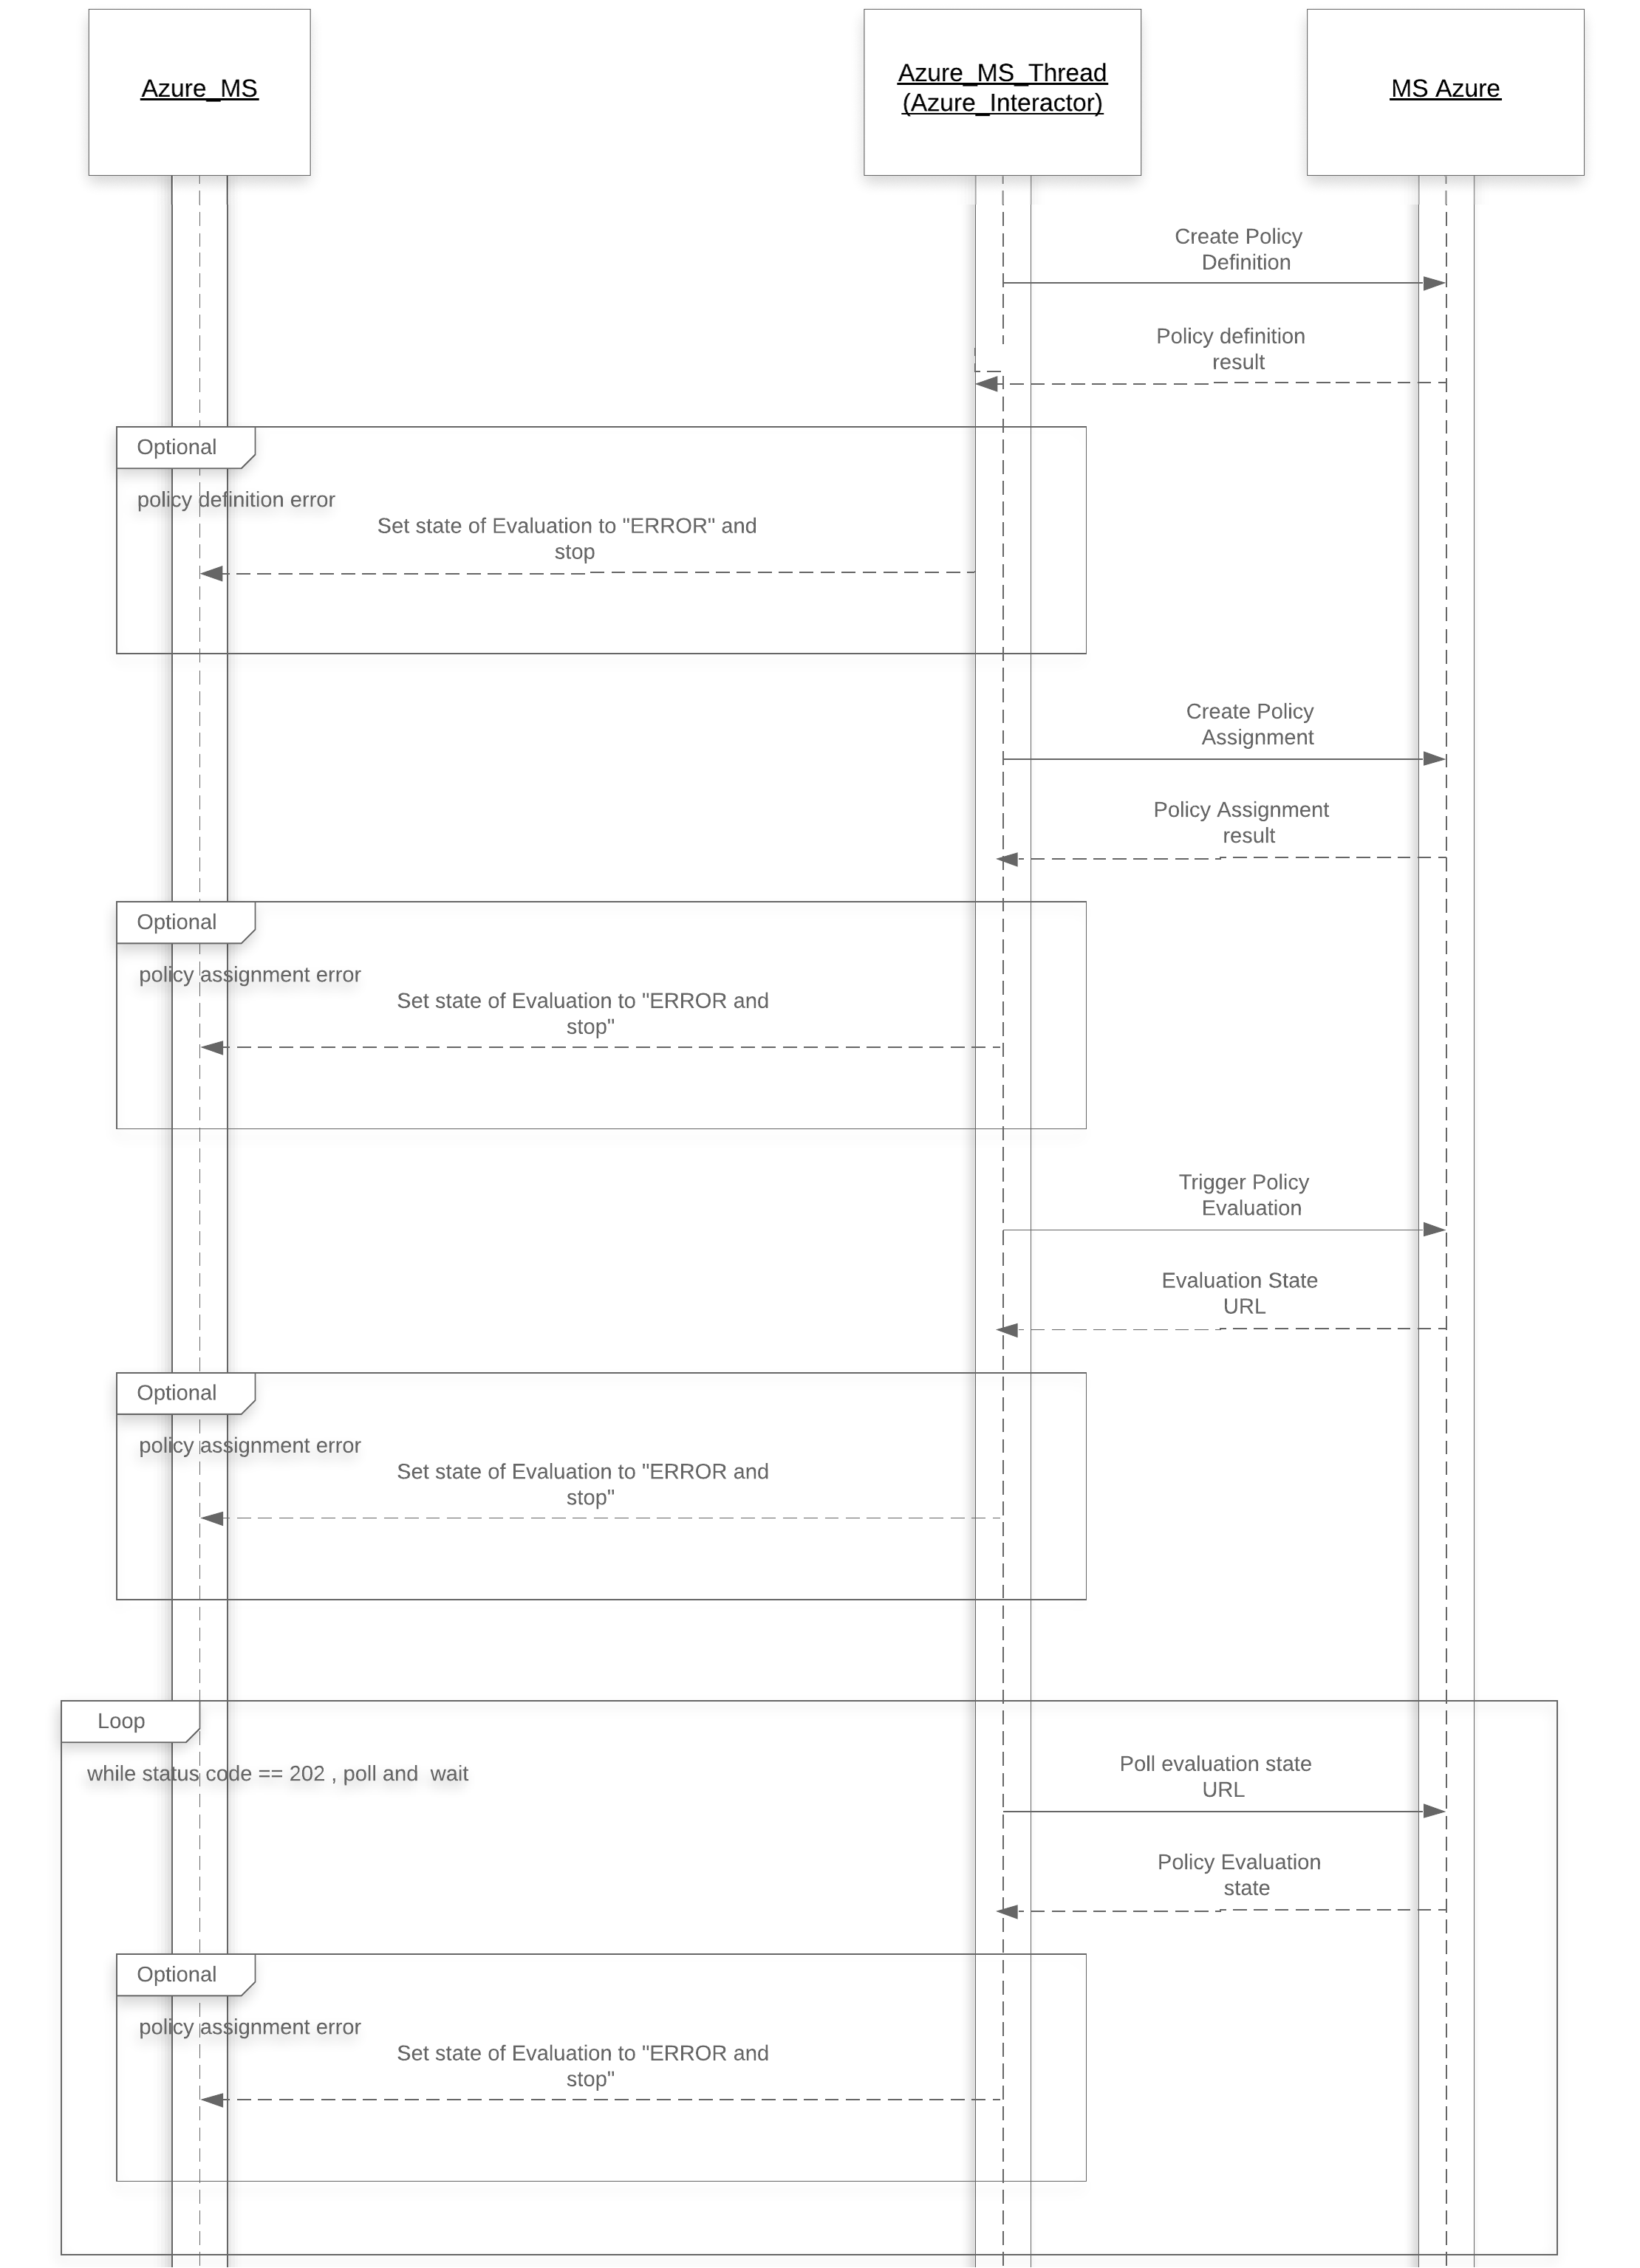 Azure_MS
Azure_MS_Thread
(Azure_Interactor)
MS Azure
Create Policy
Definition
Policy definition
result
Optional
policy definition error
Set state of Evaluation to "ERROR" and
stop
Create Policy
Assignment
Policy Assignment
result
Optional
policy assignment error
Set state of Evaluation to "ERROR and
stop"
Trigger Policy
Evaluation
Evaluation State
URL
Optional
policy assignment error
Set state of Evaluation to "ERROR and
stop"
Loop
while status code == 202 , poll and  wait
Poll evaluation state
URL
Policy Evaluation
state
Optional
policy assignment error
Set state of Evaluation to "ERROR and
stop"